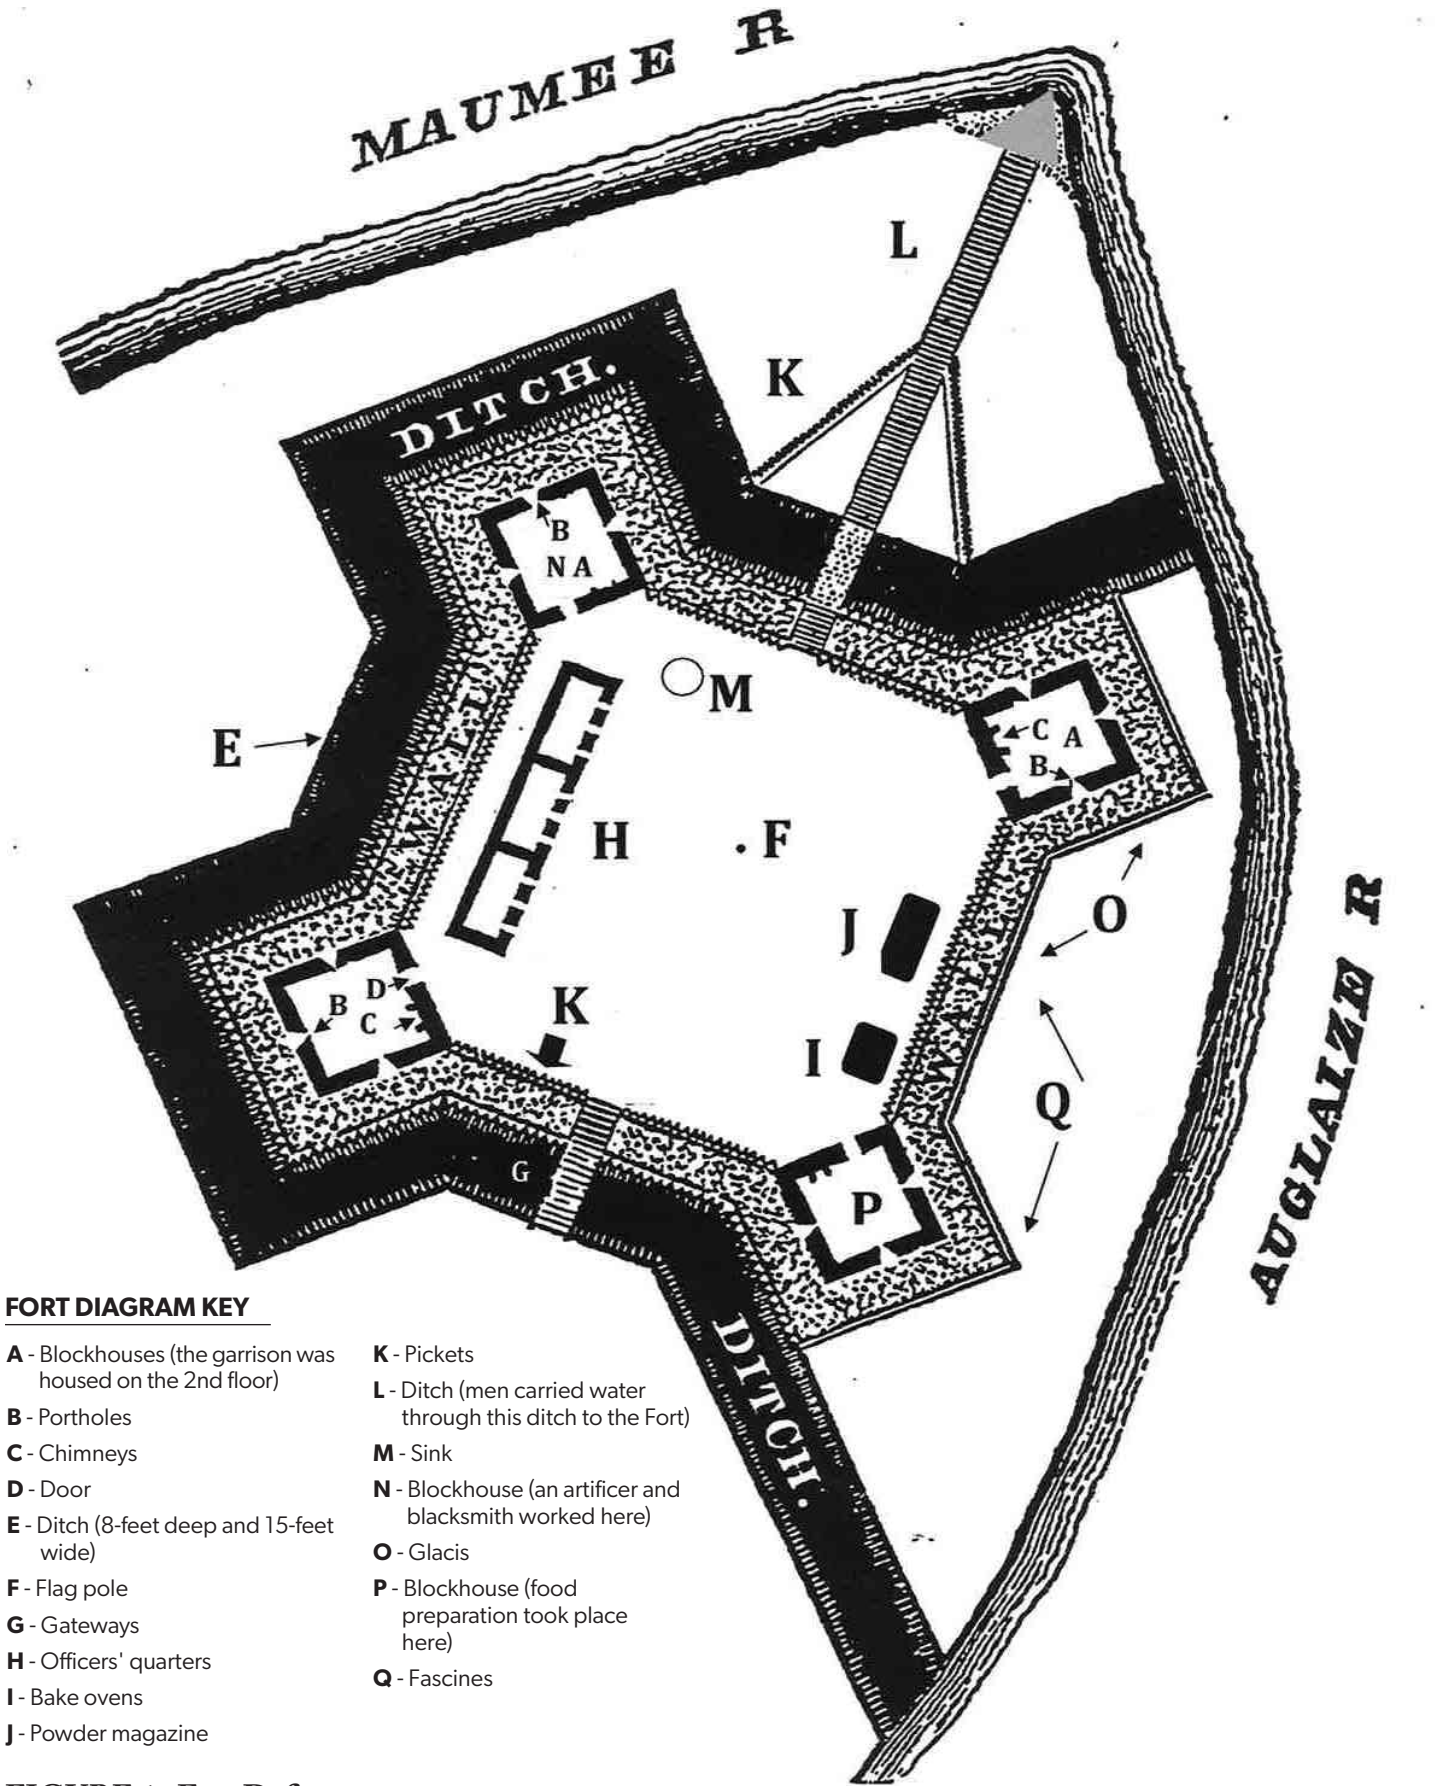 MAUMEE R
L
K
DITCH.
B
N A
M
C A
B
E
WALL
H
F
O
J
AUGLAIZE R
D
B
C
K
I
WALL
Q
G
P
DITCH.
FORT DIAGRAM KEY
A - Blockhouses (the garrison was
housed on the 2nd floor)
B - Portholes
C - Chimneys
D - Door
E - Ditch (8-feet deep and 15-feet
wide)
F - Flag pole
G - Gateways
H - Officers' quarters
I - Bake ovens
J - Powder magazine
K - Pickets
L - Ditch (men carried water
through this ditch to the Fort)
M - Sink
N - Blockhouse (an artificer and
blacksmith worked here)
O - Glacis
P - Blockhouse (food
preparation took place
here)
Q - Fascines